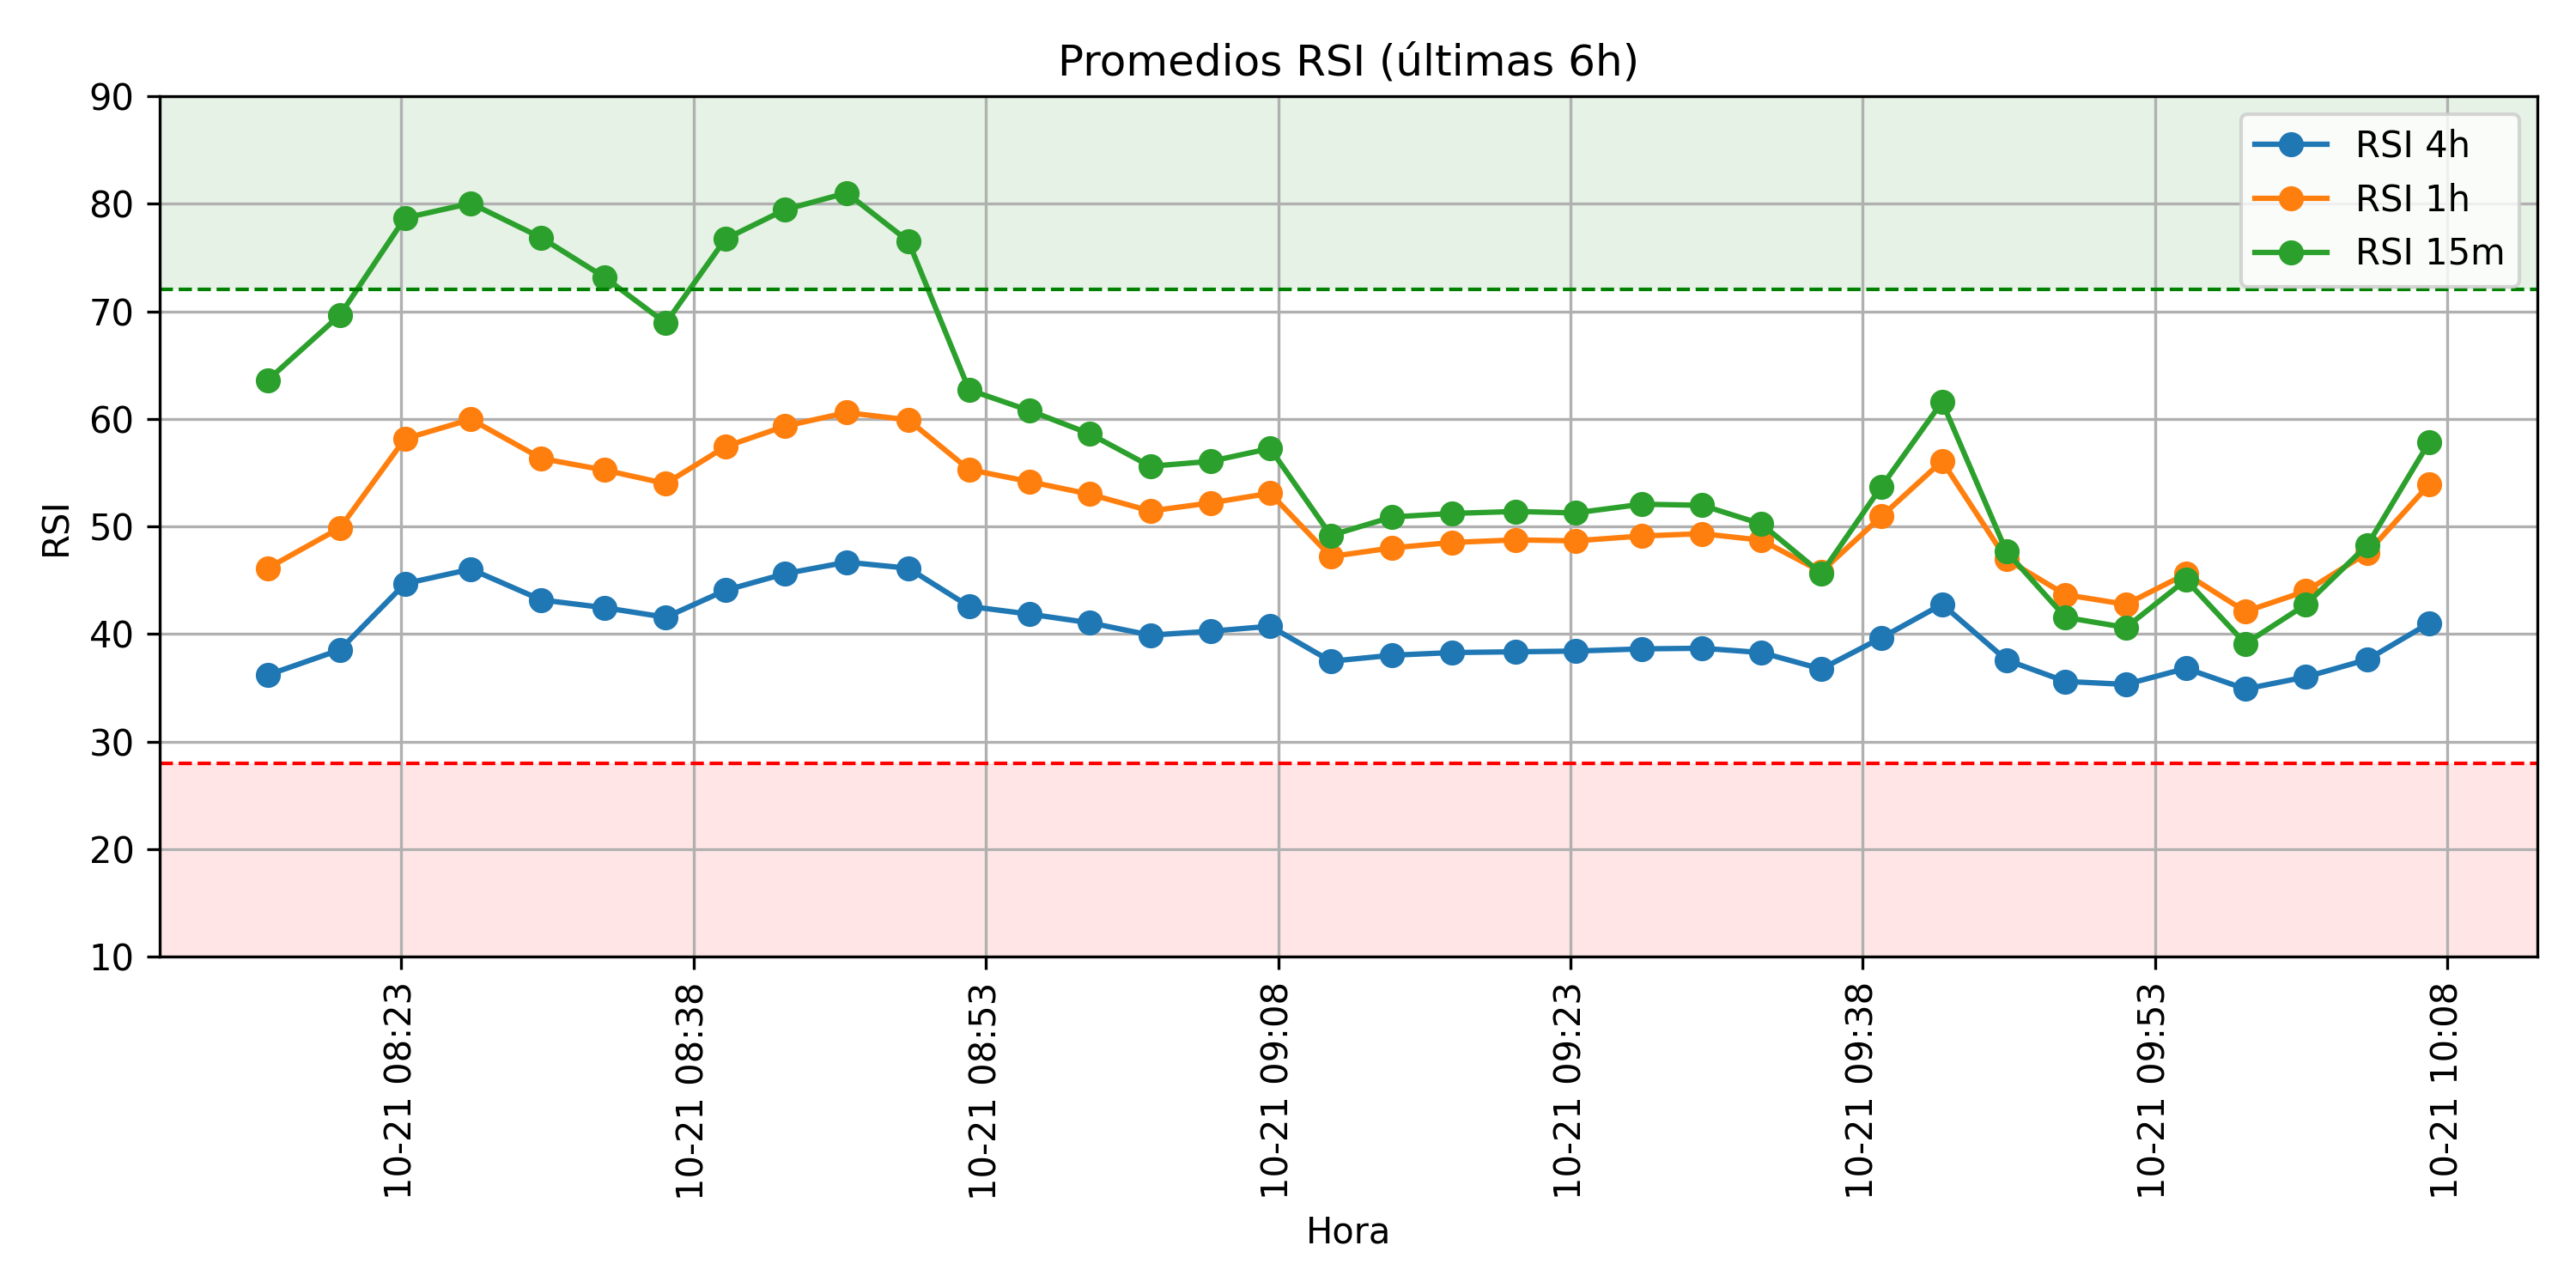 Promedios RSI (últimas 6h)
90
80
70
60
50
40
30
20
10
RSI
RSI 4h
RSI 1h
RSI 15m
10-21 08:23
10-21 08:38
10-21 08:53
10-21 09:08
10-21 09:23
10-21 09:38
10-21 09:53
10-21 10:08
Hora